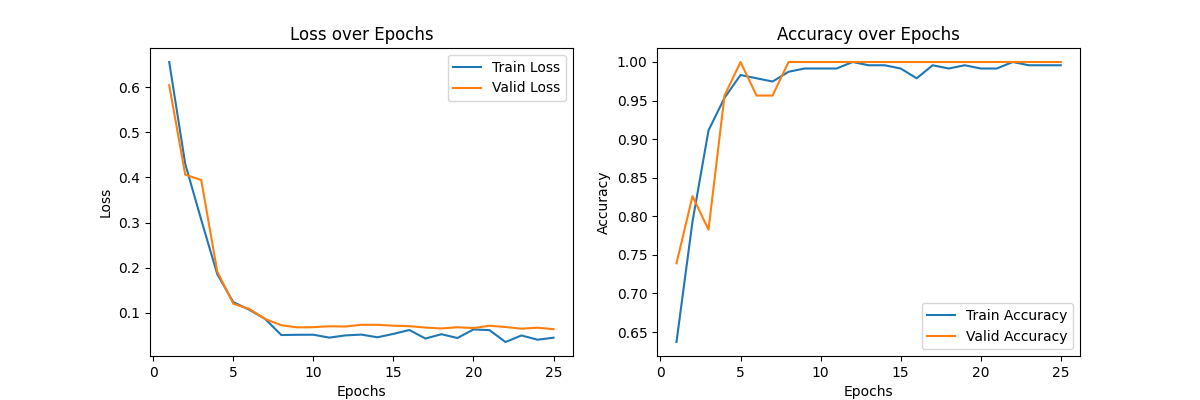 Loss over Epochs
Train Loss
Valid Loss
Loss
0.6
0.5
0.4
0.3
0.2
0.1
0
5
10
15
20
25
Epochs
Accuracy over Epochs
Accuracy
1.00
0.95
0.90
0.85
0.80
0.75
0.70
0.65
Train Accuracy
Valid Accuracy
0
5
10
15
20
25
Epochs